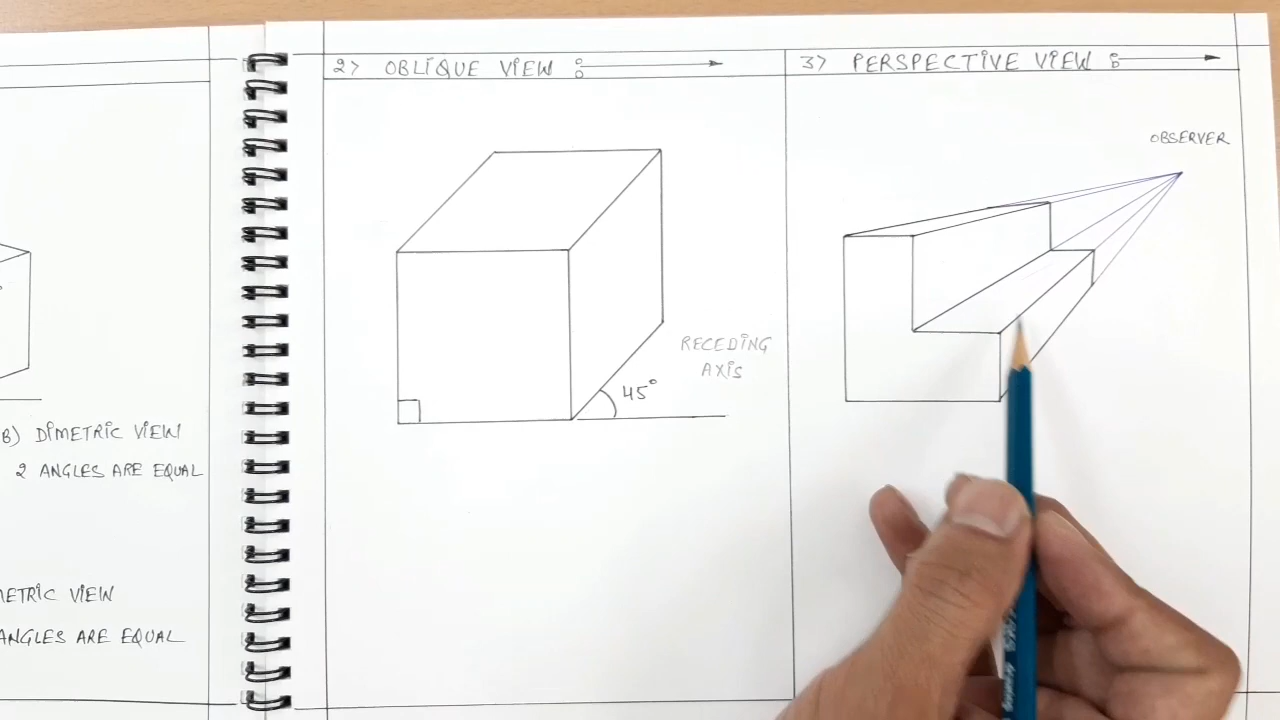 B) DIMETRIC VIEW
2 ANGLES ARE EQUAL
METRIC VIEW
ANGLES ARE EQUAL
2> OBLIQUE VIEW :
RECEDING
AXIS
45°
3> PERSPECTIVE VIEW :
OBSERVER